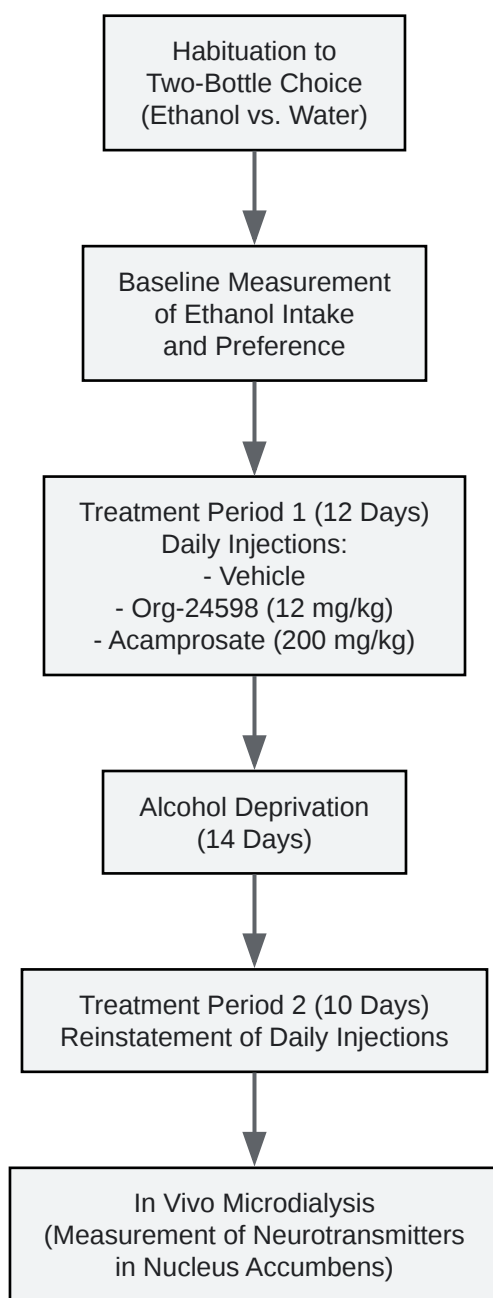 Habituation to
Two-Bottle Choice
(Ethanol vs. Water)
Baseline Measurement
of Ethanol Intake
and Preference
Treatment Period 1 (12 Days)
Daily Injections:
- Vehicle
- Org-24598 (12 mg/kg)
- Acamprosate (200 mg/kg)
Alcohol Deprivation
(14 Days)
Treatment Period 2 (10 Days)
Reinstatement of Daily Injections
In Vivo Microdialysis
(Measurement of Neurotransmitters
in Nucleus Accumbens)